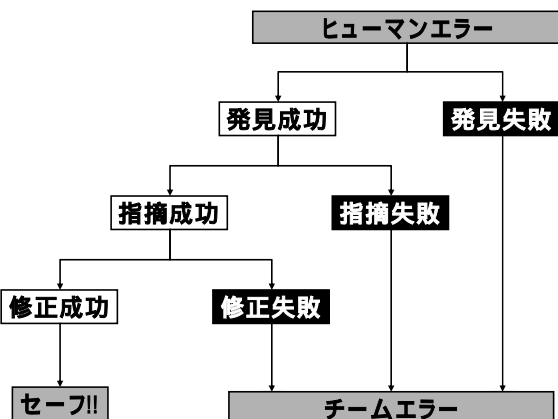 ヒューマンエラー
発見成功
発見失敗
指摘成功
指摘失敗
修正成功
修正失敗
セーフ!!
チームエラー